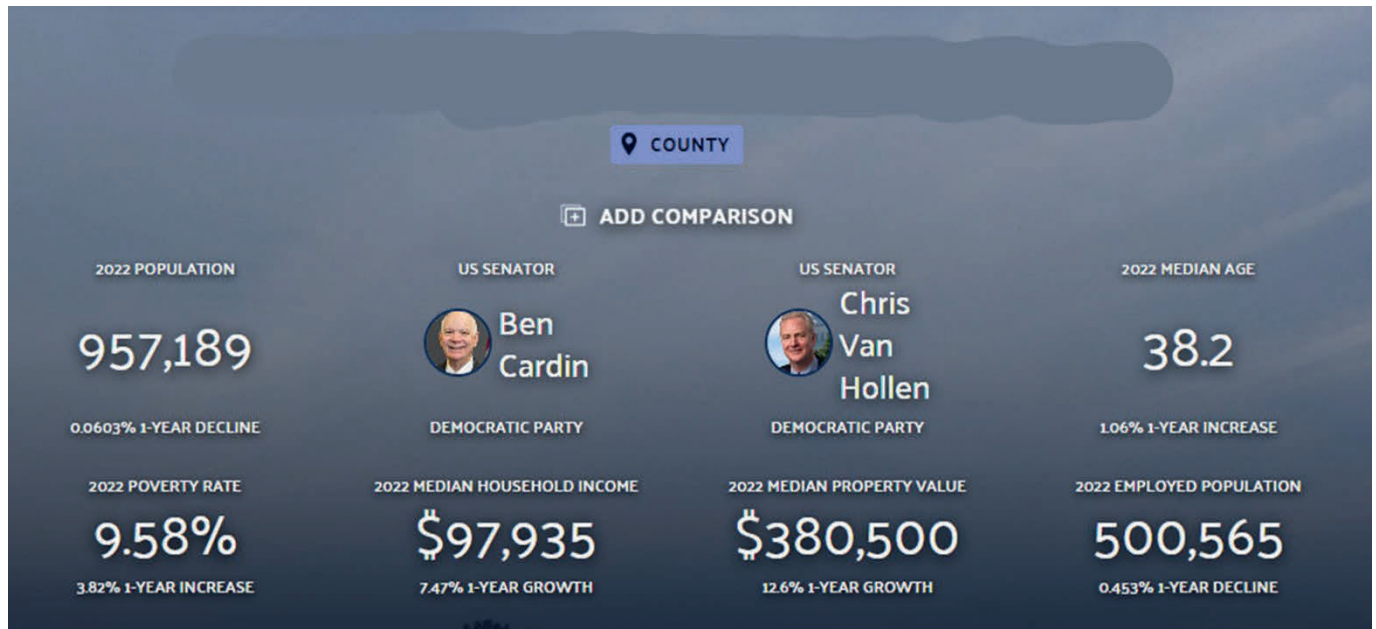 COUNTY
ADD COMPARISON
2022 POPULATION
957,189
0.0603% 1-YEAR DECLINE
US SENATOR
Ben
Cardin
DEMOCRATIC PARTY
US SENATOR
Chris
Van
Hollen
DEMOCRATIC PARTY
2022 MEDIAN AGE
38.2
1.06% 1-YEAR INCREASE
2022 POVERTY RATE
9.58%
3.82% 1-YEAR INCREASE
2022 MEDIAN HOUSEHOLD INCOME
$97,935
7.47% 1-YEAR GROWTH
2022 MEDIAN PROPERTY VALUE
$380,500
12.6% 1-YEAR GROWTH
2022 EMPLOYED POPULATION
500,565
0.453% 1-YEAR DECLINE